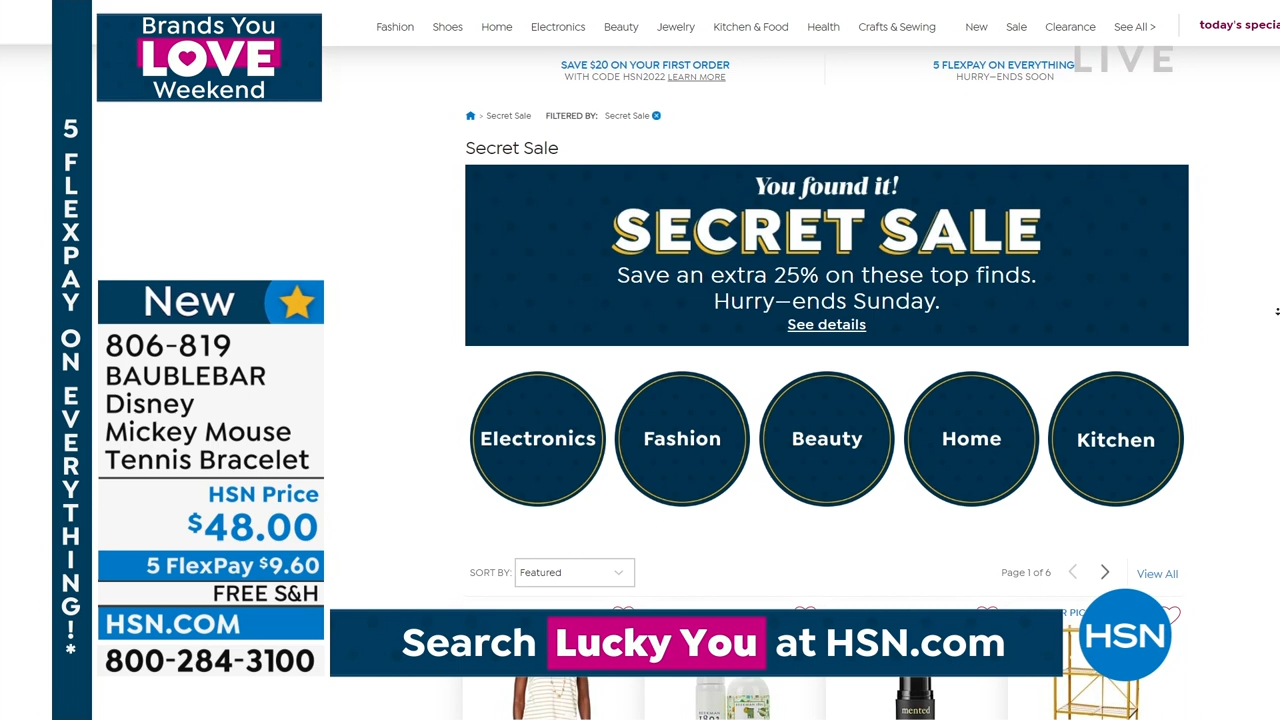 Brands You
LOVE
Weekend
5 FLEXPAY ON EVERYTHING!*
Fashion Shoes Home Electronics Beauty Jewelry Kitchen & Food Health Crafts & Sewing New Sale Clearance See All >
today's specia
LIVE
SAVE $20 ON YOUR FIRST ORDER
WITH CODE HSN2022 LEARN MORE
5 FLEXPAY ON EVERYTHING
HURRY—ENDS SOON
> Secret Sale FILTERED BY: Secret Sale
Secret Sale
You found it!
SECRET SALE
Save an extra 25% on these top finds.
Hurry—ends Sunday.
See details
New
806-819
BAUBLEBAR
Disney
Mickey Mouse
Tennis Bracelet
HSN Price
$48.00
5 FlexPay $9.60
FREE S&H
HSN.COM
800-284-3100
Electronics
Fashion
Beauty
Home
Kitchen
SORT BY: Featured
Page 1 of 6
View All
Search Lucky You at HSN.com
HSN
mented